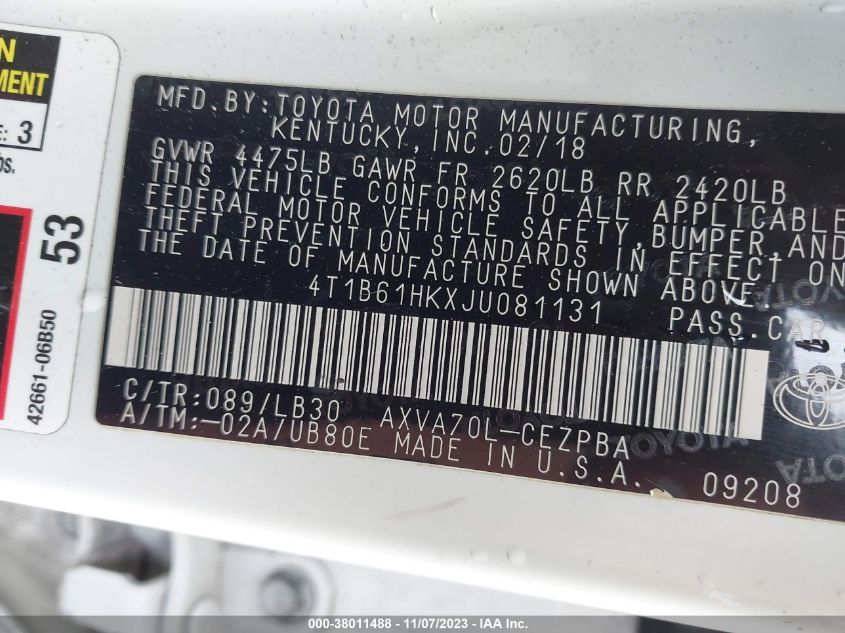 N
MENT
E: 3
bs.
53
42661-06B50
MFD.BY:TOYOTA MOTOR MANUFACTURING,
KENTUCKY, INC.02/18
GVWR 4475LB GAWR FR 2620LB RR 2420LB
THIS VEHICLE CONFORMS TO ALL APPLICABLE
FEDERAL MOTOR VEHICLE SAFETY,BUMPER,AND
THEFT PREVENTION STANDARDS IN EFFECT ON
THE DATE OF MANUFACTURE SHOWN ABOVE.
4T1B61HKXJU081131 PASS.CAR
C/TR:089/LB30 AXVA70L-CEZPBA
A/TM:-02A/UB80E MADE IN U.S.A. 09208
TOYOTA
TOYOTA
000-38011488 - 11/07/2023 - IAA Inc.